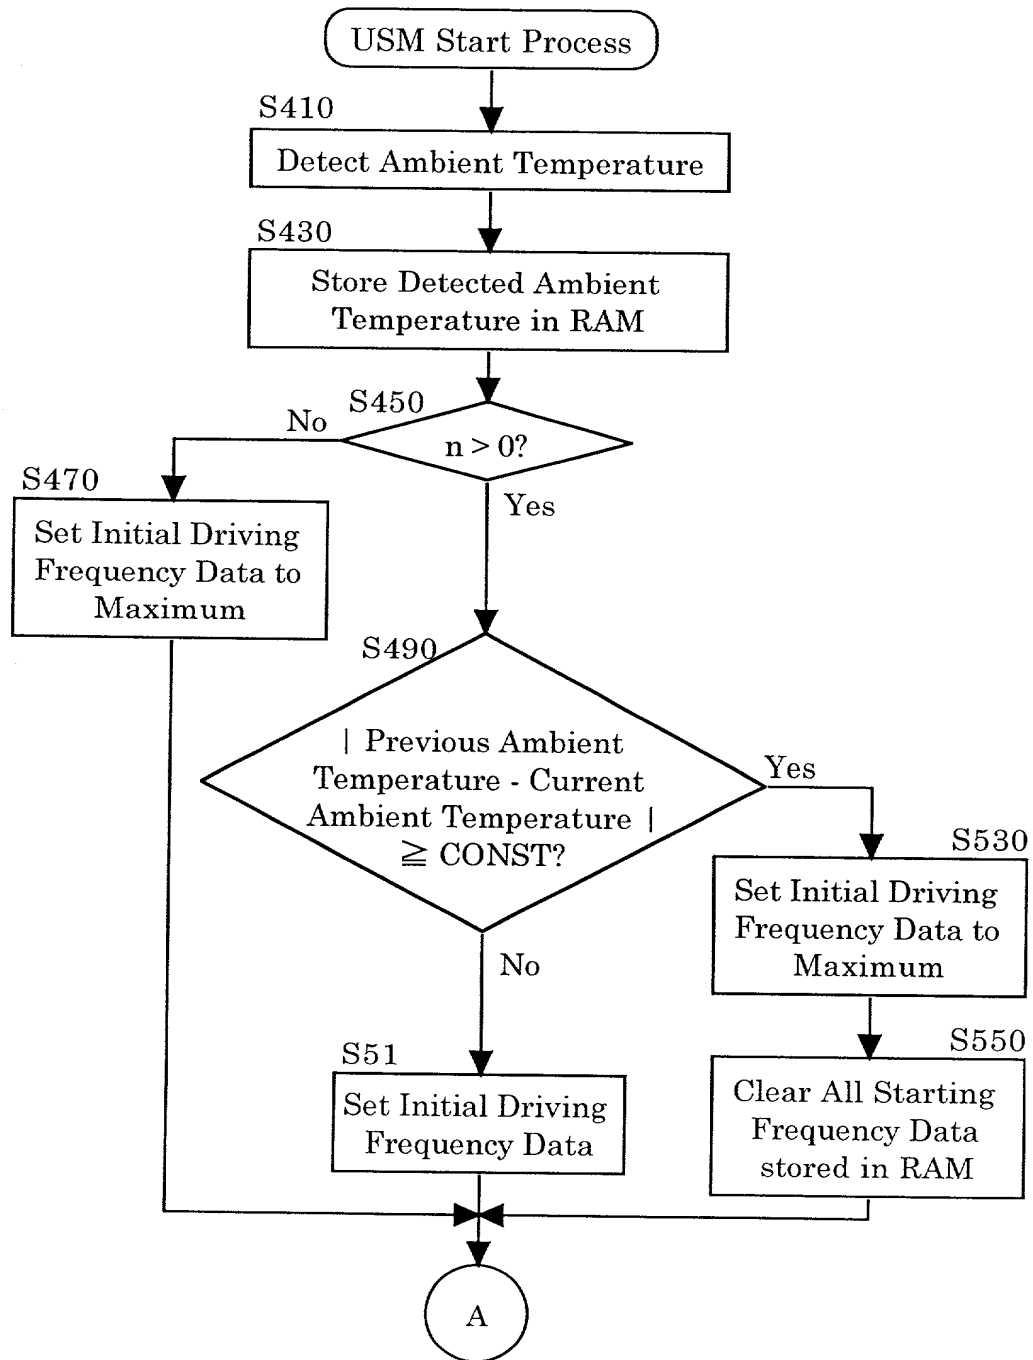 USM Start Process
S410
Detect Ambient Temperature
S430
Store Detected Ambient
Temperature in RAM
S450
No
n > 0?
S470
Yes
Set Initial Driving
Frequency Data to
Maximum
S490
| Previous Ambient
Temperature - Current
Ambient Temperature |
≧ CONST?
Yes
S530
Set Initial Driving
Frequency Data to
Maximum
No
S550
Clear All Starting
Frequency Data
stored in RAM
S51
Set Initial Driving
Frequency Data
A